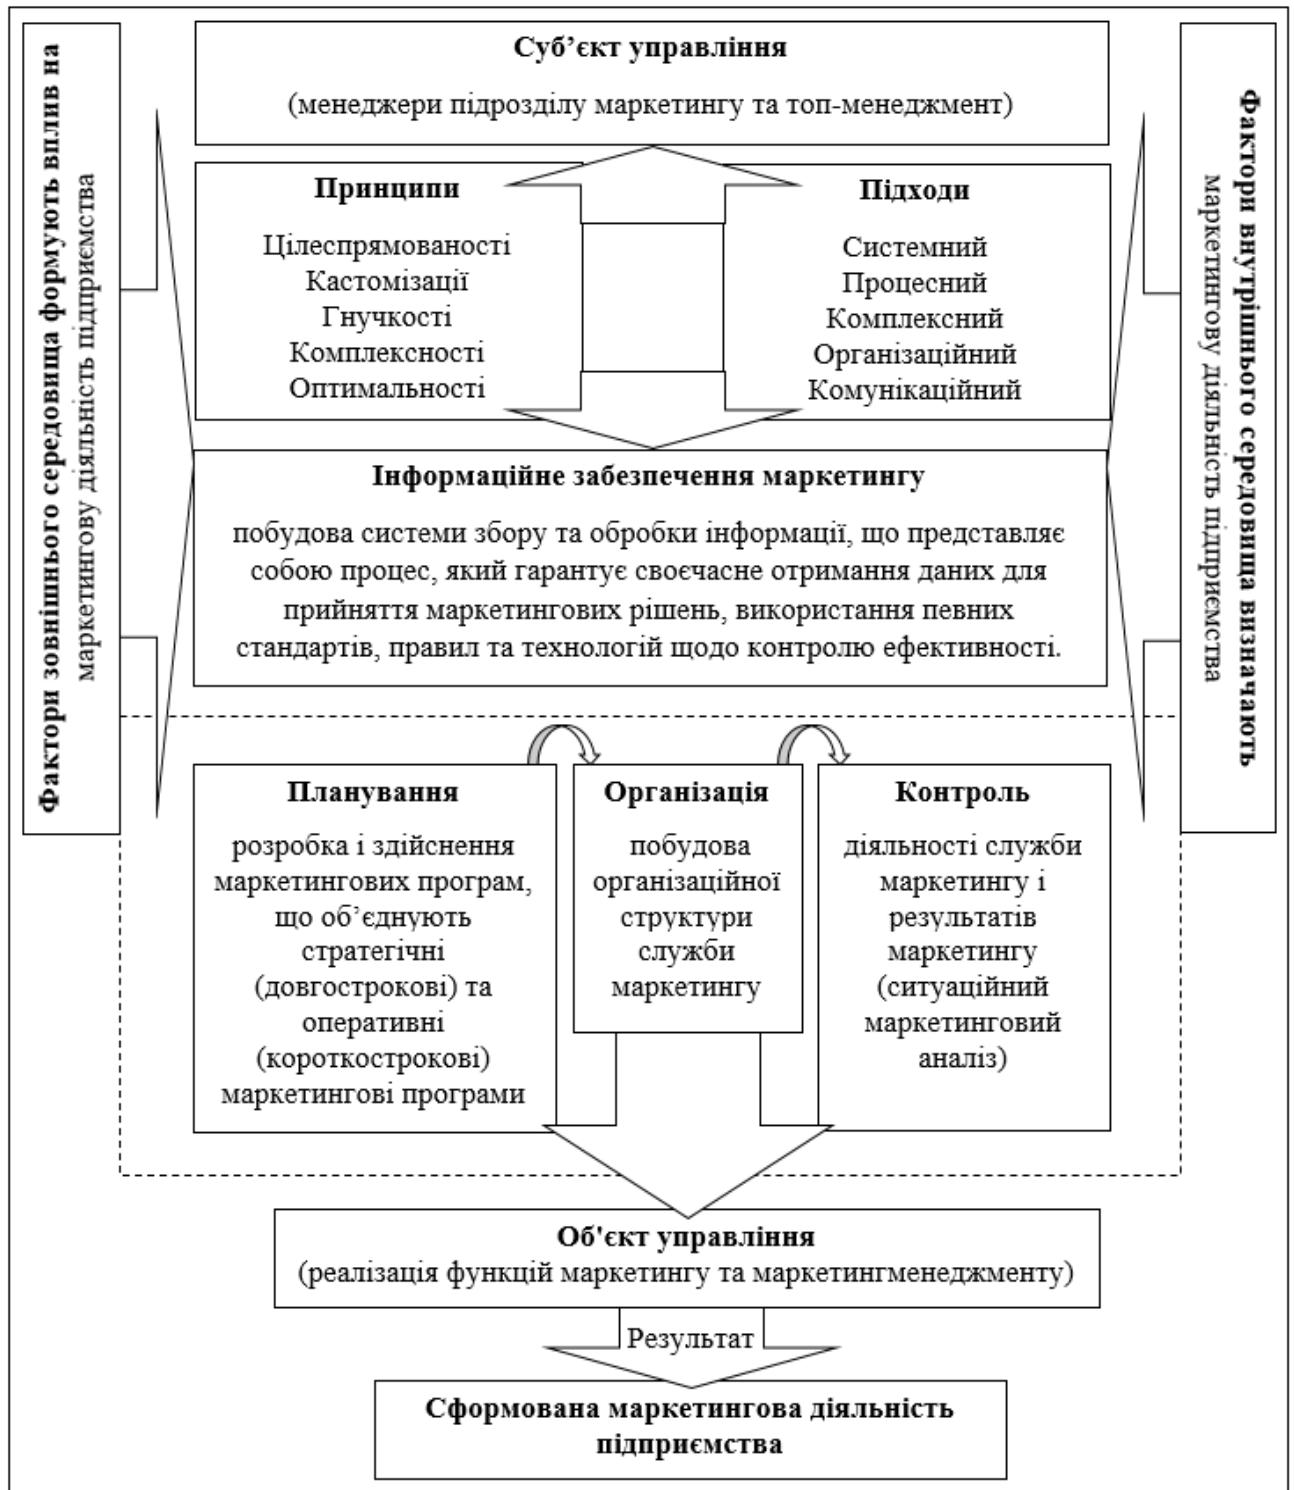 Фактори зовнішнього середовища формують вплив на
маркетингову діяльність підприємства
Суб’єкт управління
(менеджери підрозділу маркетингу та топ-менеджмент)
Принципи
Цілеспрямованості
Кастомізації
Гнучкості
Комплексності
Оптимальності
Підходи
Системний
Процесний
Комплексний
Організаційний
Комунікаційний
Фактори внутрішнього середовища визначають
маркетингову діяльність підприємства
Інформаційне забезпечення маркетингу
побудова системи збору та обробки інформації, що представляє
собою процес, який гарантує своєчасне отримання даних для
прийняття маркетингових рішень, використання певних
стандартів, правил та технологій щодо контролю ефективності.
Планування
розробка і здійснення
маркетингових програм,
що об’єднують
стратегічні
(довгострокові) та
оперативні
(короткострокові)
маркетингові програми
Організація
побудова
організаційної
структури
служби
маркетингу
Контроль
діяльності служби
маркетингу і
результатів
маркетингу
(ситуаційний
маркетинговий
аналіз)
Об'єкт управління
(реалізація функцій маркетингу та маркетингменеджменту)
Результат
Сформована маркетингова діяльність
підприємства